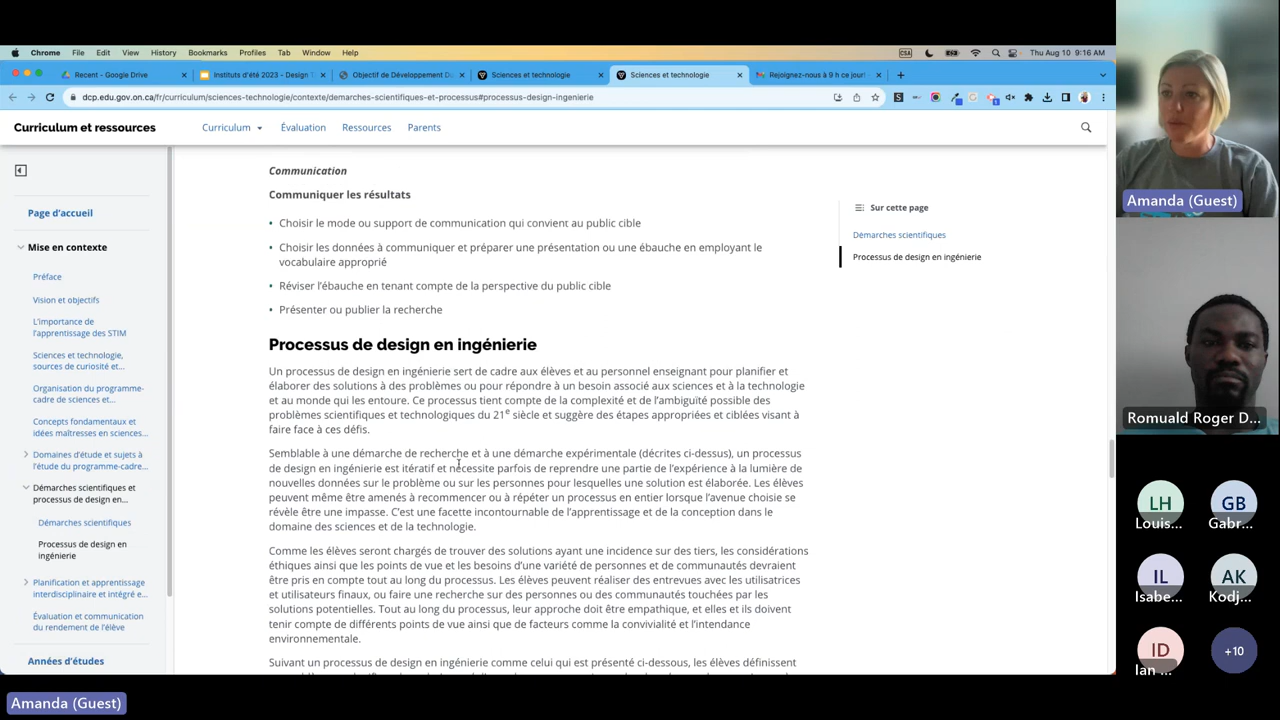 Chrome File Edit View History Bookmarks Profiles Tab Window Help
CSA
Thu Aug 10 9:16 AM
Recent - Google Drive
Instituts d'été 2023 - Design T
Objectif de Développement Du
Sciences et technologie
Sciences et technologie
Rejoignez-nous à 9 h ce jour!
dcp.edu.gov.on.ca/fr/curriculum/sciences-technologie/contexte/demarches-scientifiques-et-processus#processus-design-ingenierie
Curriculum et ressources
Curriculum
Évaluation
Ressources
Parents
Page d'accueil
Mise en contexte
Préface
Vision et objectifs
L'importance de
l'apprentissage des STIM
Sciences et technologie,
sources de curiosité et...
Organisation du programme-
cadre de sciences et...
Concepts fondamentaux et
idées maîtresses en sciences...
Domaines d'étude et sujets à
l'étude du programme-cadre...
Démarches scientifiques et
processus de design en...
Démarches scientifiques
Processus de design en
ingénierie
Planification et apprentissage
interdisciplinaire et intégré e...
Évaluation et communication
du rendement de l'élève
Années d'études
Communication
Communiquer les résultats
• Choisir le mode ou support de communication qui convient au public cible
• Choisir les données à communiquer et préparer une présentation ou une ébauche en employant le
vocabulaire approprié
• Réviser l'ébauche en tenant compte de la perspective du public cible
• Présenter ou publier la recherche
Processus de design en ingénierie
Un processus de design en ingénierie sert de cadre aux élèves et au personnel enseignant pour planifier et
élaborer des solutions à des problèmes ou pour répondre à un besoin associé aux sciences et à la technologie
et au monde qui les entoure. Ce processus tient compte de la complexité et de l'ambiguïté possible des
problèmes scientifiques et technologiques du 21e siècle et suggère des étapes appropriées et ciblées visant à
faire face à ces défis.
Semblable à une démarche de recherche et à une démarche expérimentale (décrites ci-dessus), un processus
de design en ingénierie est itératif et nécessite parfois de reprendre une partie de l'expérience à la lumière de
nouvelles données sur le problème ou sur les personnes pour lesquelles une solution est élaborée. Les élèves
peuvent même être amenés à recommencer ou à répéter un processus en entier lorsque l'avenue choisie se
révèle être une impasse. C'est une facette incontournable de l'apprentissage et de la conception dans le
domaine des sciences et de la technologie.
Comme les élèves seront chargés de trouver des solutions ayant une incidence sur des tiers, les considérations
éthiques ainsi que les points de vue et les besoins d'une variété de personnes et de communautés devraient
être pris en compte tout au long du processus. Les élèves peuvent réaliser des entrevues avec les utilisatrices
et utilisateurs finaux, ou faire une recherche sur des personnes ou des communautés touchées par les
solutions potentielles. Tout au long du processus, leur approche doit être empathique, et elles et ils doivent
tenir compte de différents points de vue ainsi que de facteurs comme la convivialité et l'intendance
environnementale.
Suivant un processus de design en ingénierie comme celui qui est présenté ci-dessous, les élèves définissent
Sur cette page
Démarches scientifiques
Processus de design en ingénierie
Amanda (Guest)
Romuald Roger D...
LH
Louis...
GB
Gabr...
IL
Isabe...
AK
Kodj...
ID
Ian ...
+10
Amanda (Guest)